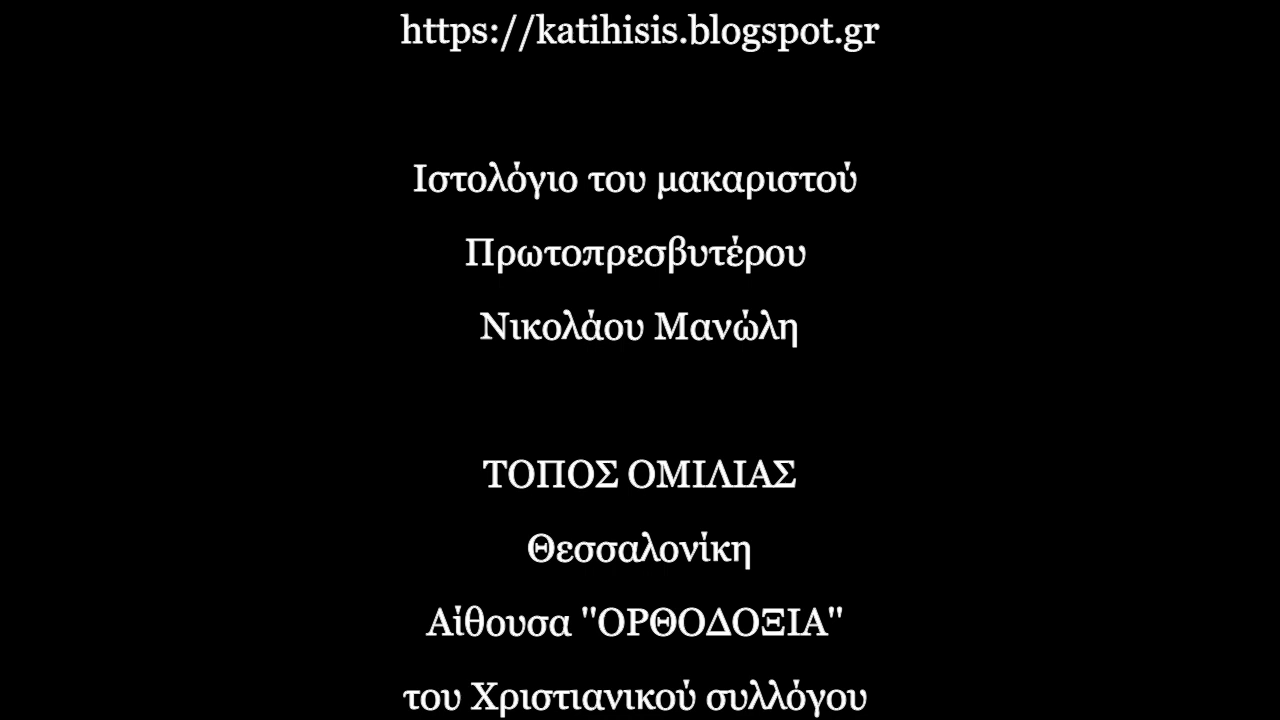 https://katihisis.blogspot.gr
Ιστολόγιο του μακαριστού
Πρωτοπρεσβυτέρου
Νικολάου Μανώλη
ΤΟΠΟΣ ΟΜΙΛΙΑΣ
Θεσσαλονίκη
Αίθουσα "ΟΡΘΟΔΟΞΙΑ"
του Χριστιανικού συλλόγου